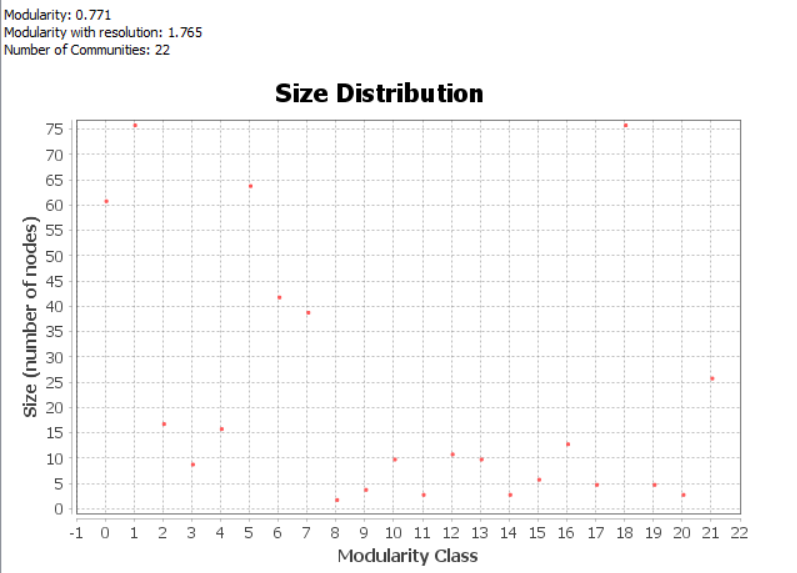 Modularity: 0.771
Modularity with resolution: 1.765
Number of Communities: 22
Size Distribution
75
70
65
60
55
50
45
40
35
30
25
20
15
10
5
0
Size (number of nodes)
-1 0 1 2 3 4 5 6 7 8 9 10 11 12 13 14 15 16 17 18 19 20 21 22
Modularity Class